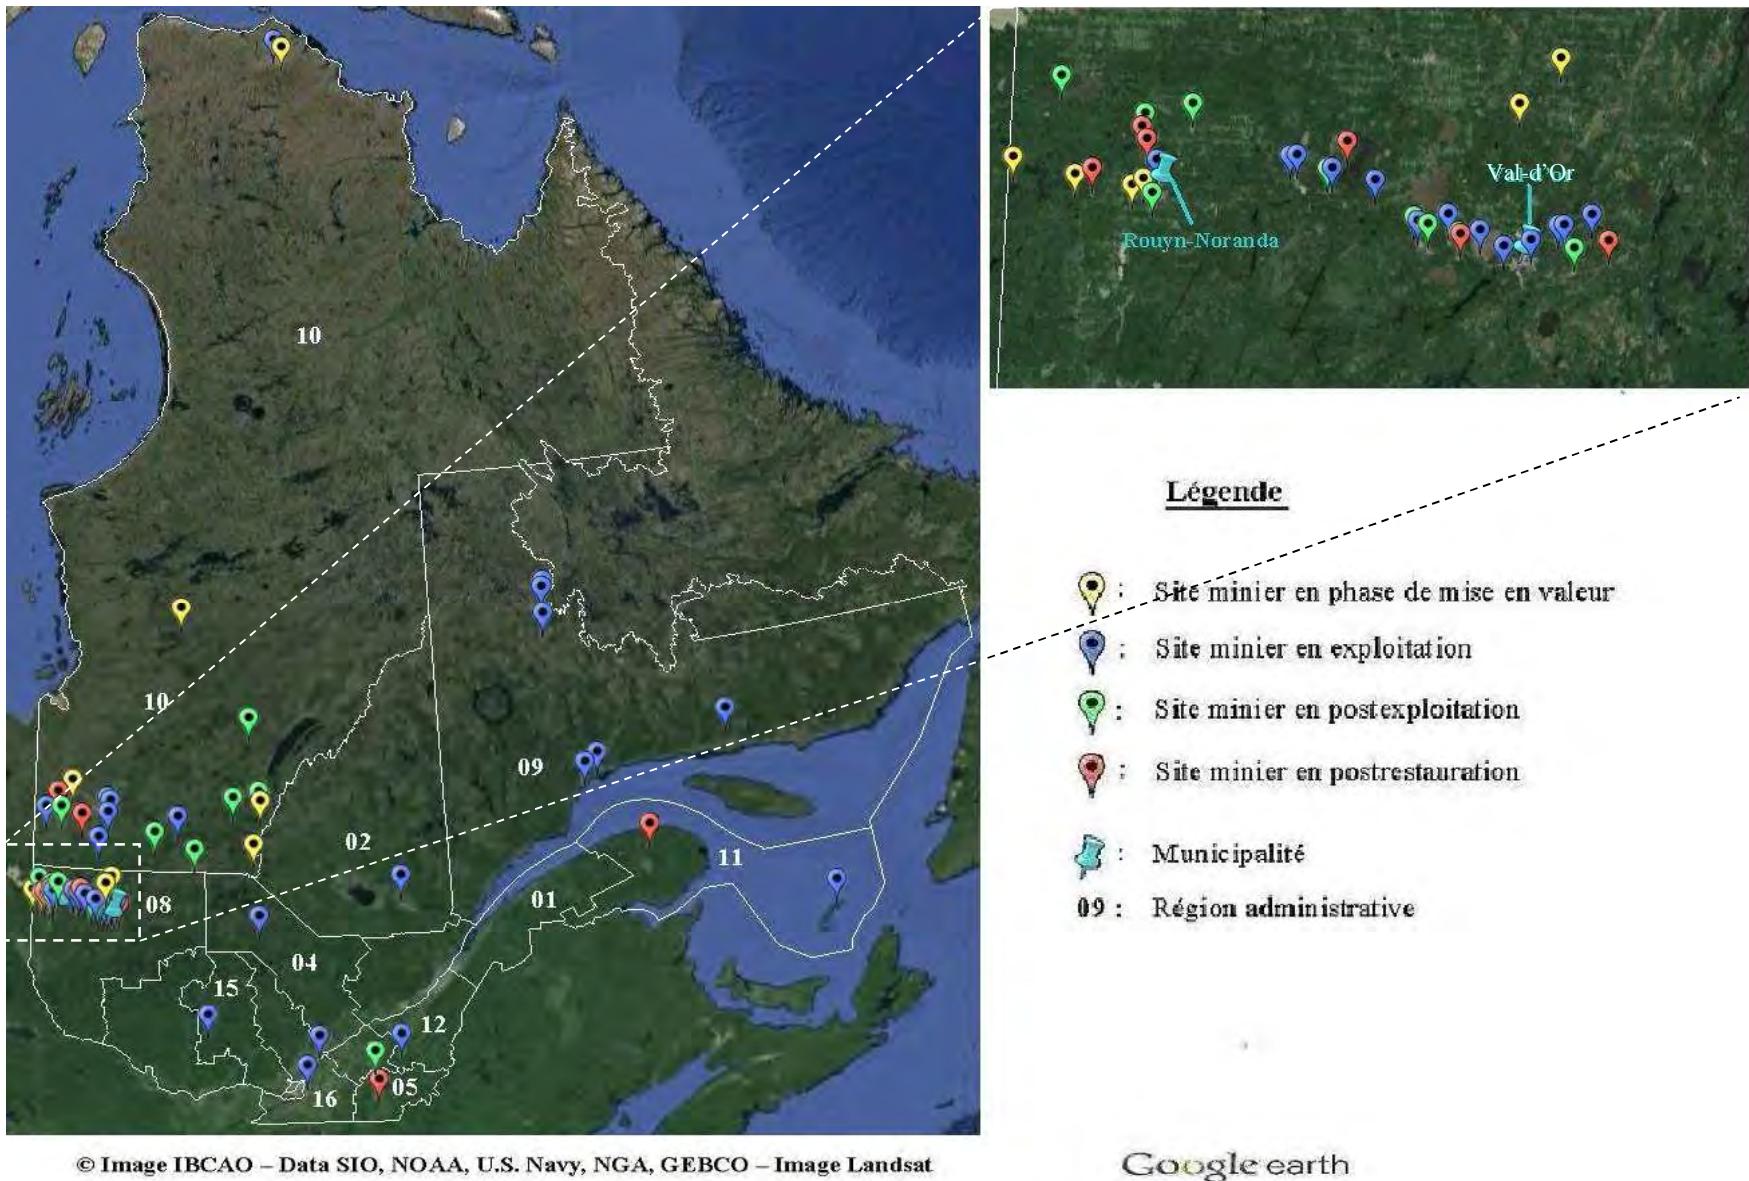 Rouyn-Noranda
Val-d'Or
10
10
09
02
11
01
08
04
15
12
05
16
Légende
: Site minier en phase de mise en valeur
: Site minier en exploitation
: Site minier en postexploitation
: Site minier en postrestauration
: Municipalité
09 : Région administrative
© Image IBCAO – Data SIO, NOAA, U.S. Navy, NGA, GEBCO – Image Landsat
Google earth